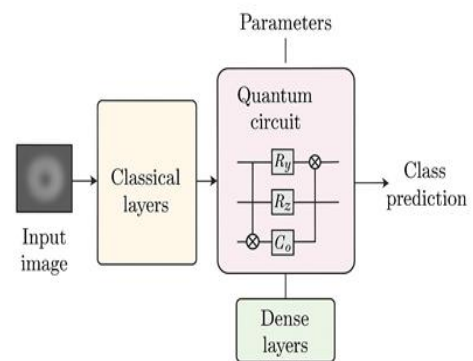 Parameters
Quantum
circuit
R_y
R_z
C_o
Classical
layers
Input
image
Class
prediction
Dense
layers